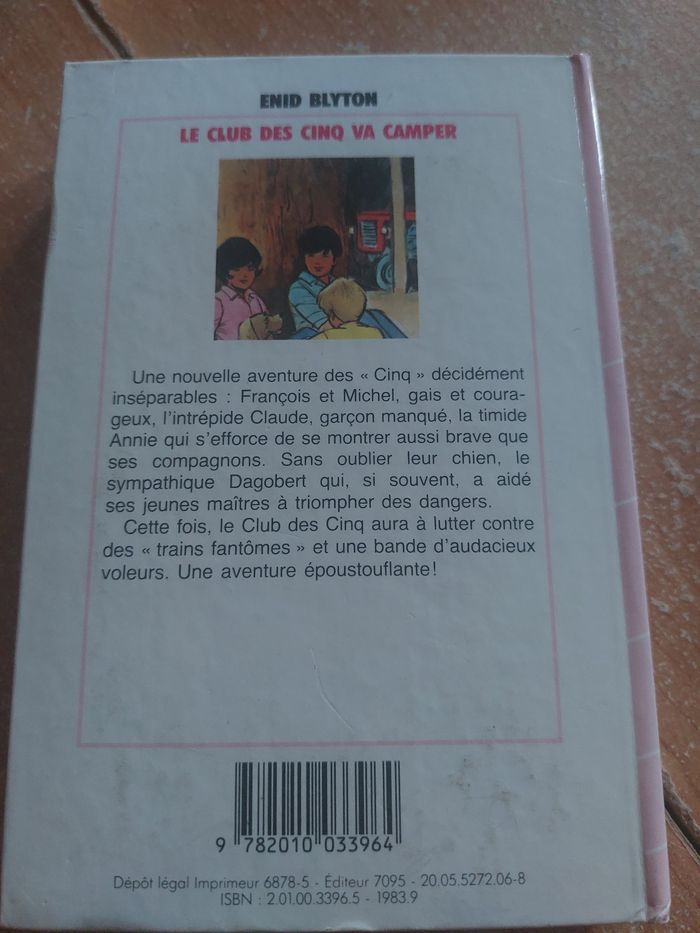 ENID BLYTON
LE CLUB DES CINQ VA CAMPER
Une nouvelle aventure des « Cinq » décidément
inséparables : François et Michel, gais et coura-
geux, l'intrépide Claude, garçon manqué, la timide
Annie qui s'efforce de se montrer aussi brave que
ses compagnons. Sans oublier leur chien, le
sympathique Dagobert qui, si souvent, a aidé
ses jeunes maîtres à triompher des dangers.
Cette fois, le Club des Cinq aura à lutter contre
des « trains fantômes » et une bande d'audacieux
voleurs. Une aventure époustouflante!
9 782010 033964
Dépôt légal Imprimeur 6878-5 - Éditeur 7095 - 20.05.5272.06-8
ISBN : 2.01.00.3396.5 - 1983.9